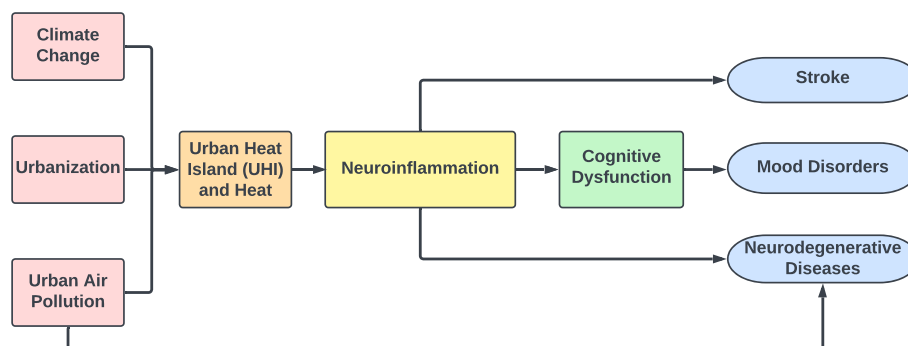 Climate
Change
Urbanization
Urban Air
Pollution
Urban Heat
Island (UHI)
and Heat
Neuroinflammation
Cognitive
Dysfunction
Stroke
Mood Disorders
Neurodegenerative
Diseases